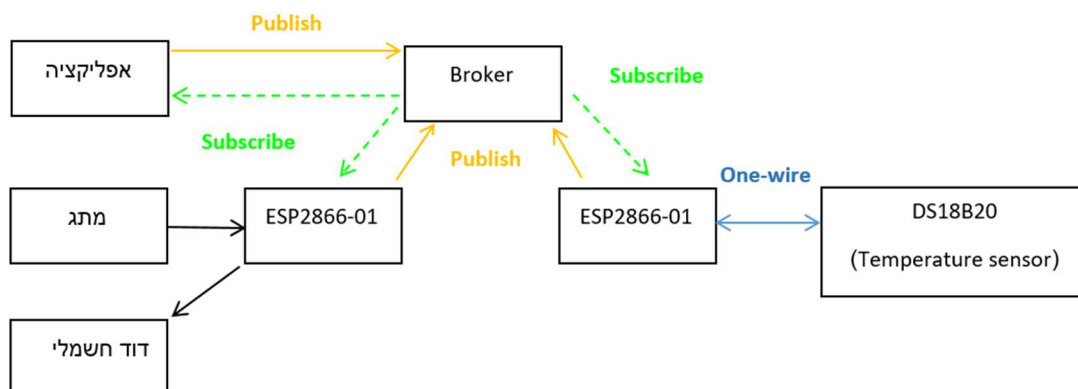 Publish
אפליקציה
Broker
Subscribe
Subscribe
Publish
One-wire
מתג
ESP2866-01
ESP2866-01
DS18B20
(Temperature sensor)
דוד חשמלי